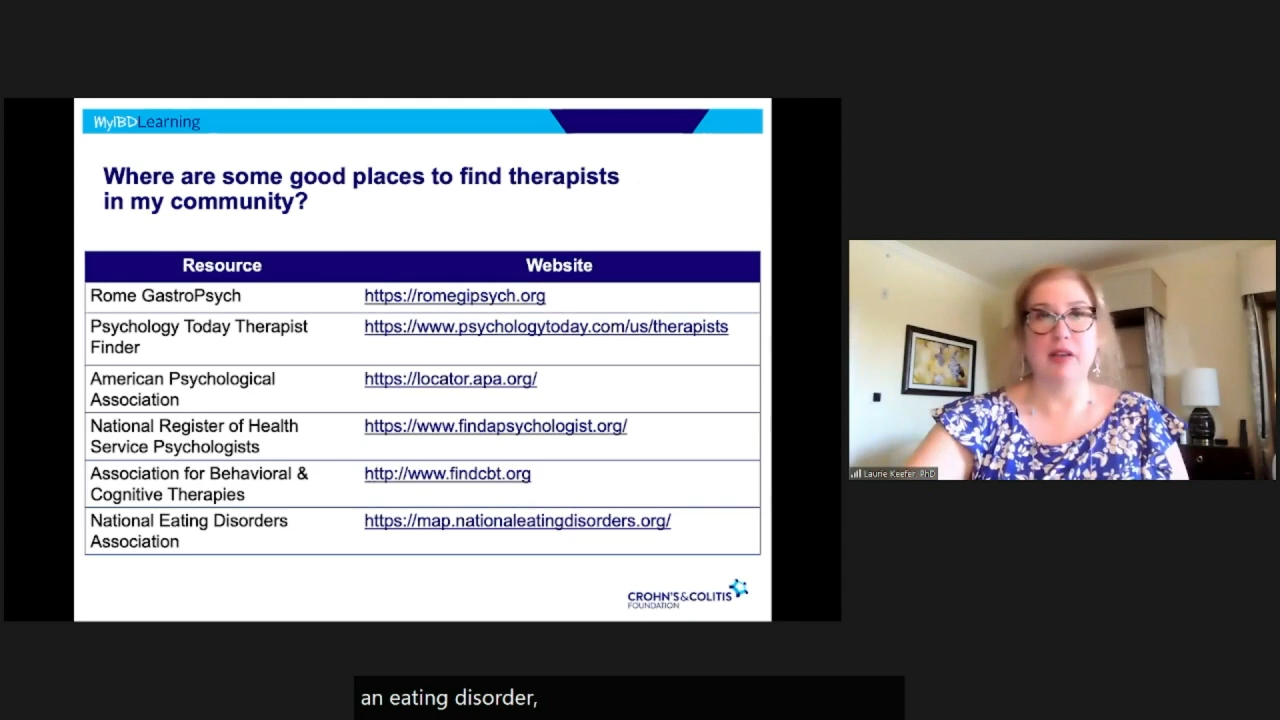 MyIBDLearning
Where are some good places to find therapists
in my community?
Resource Website
Rome GastroPsych https://romegipsych.org
Psychology Today Therapist https://www.psychologytoday.com/us/therapists
Finder
American Psychological https://locator.apa.org/
Association
National Register of Health https://www.findapsychologist.org/
Service Psychologists
Association for Behavioral & http://www.findcbt.org
Cognitive Therapies
National Eating Disorders https://map.nationaleatingdisorders.org/
Association
CROHN'S & COLITIS
FOUNDATION
Laurie Keefer, PhD
an eating disorder,